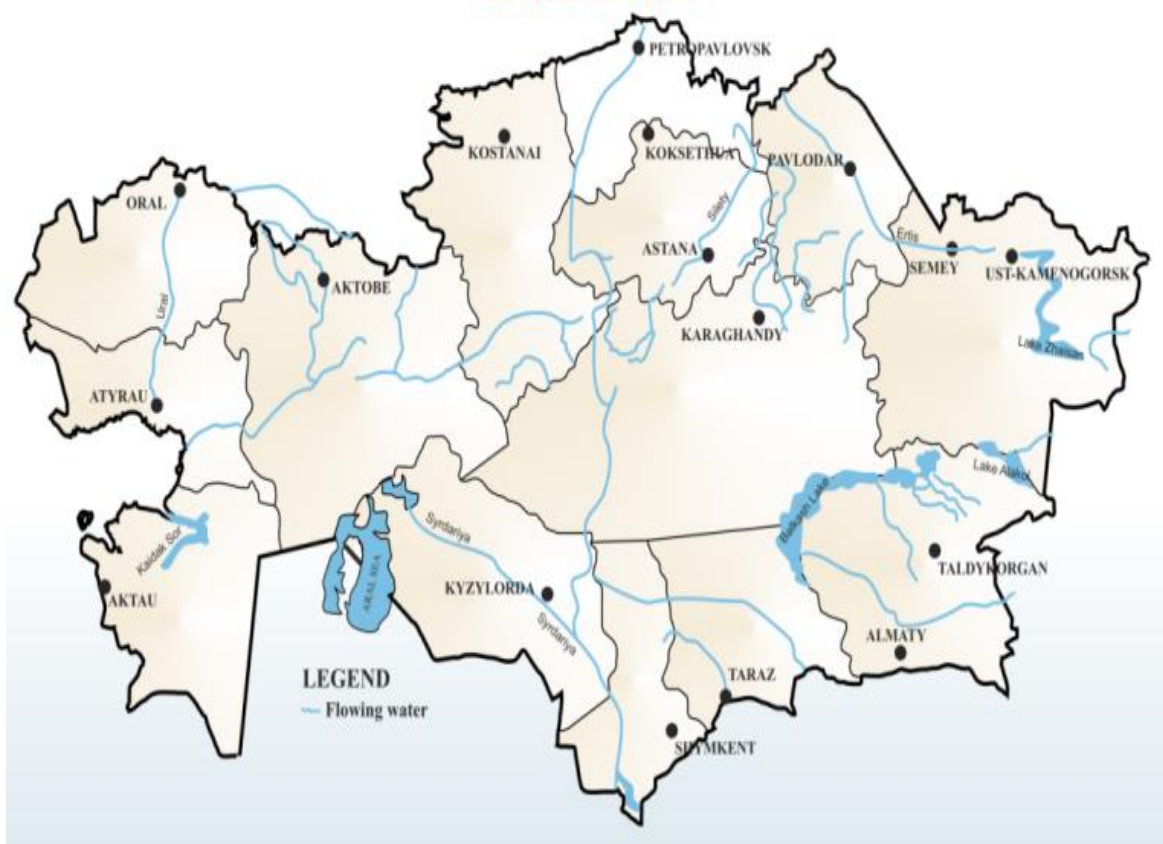 PETROPAVLOVSK
KOSTANAI
KOKSETHUA
PAVLODAR
ORAL
Silety
ASTANA
Ertis
SEMEY
UST-KAMENOGORSK
AKTOBE
Ural
KARAGHANDY
Lake Zhaisan
ATYRAU
Lake Alakol
Balkash Lake
Syrdariya
Kaidak Sor
TALDYKORGAN
KYZYLORDA
ARAL SEA
AKTAU
Syrdariya
ALMATY
LEGEND
TARAZ
Flowing water
SHYMKENT